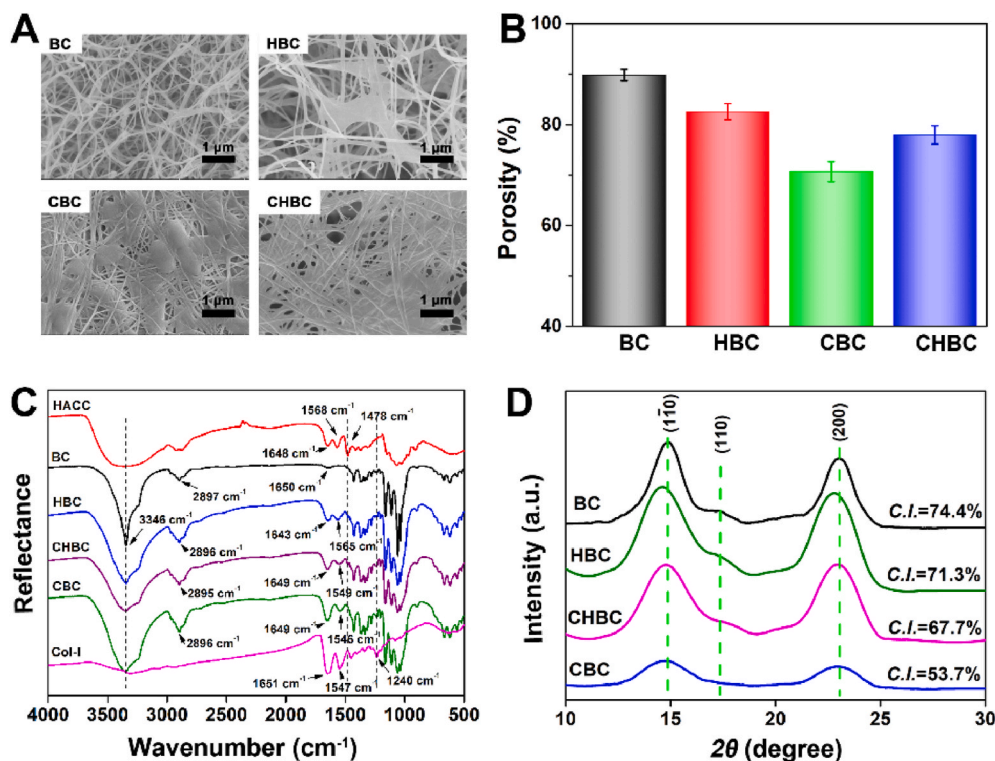 A
BC
1 µm
HBC
1 µm
CBC
1 µm
CHBC
1 µm
B
Porosity (%)
100
80
60
40
BC HBC CBC CHBC
C
Reflectance
HACC
1568 cm-1
1478 cm-1
1648 cm-1
BC
2897 cm-1
1650 cm-1
HBC
3346 cm-1
2896 cm-1
1643 cm-1
1565 cm-1
CHBC
2895 cm-1
1649 cm-1
1549 cm-1
CBC
2896 cm-1
1649 cm-1
1546 cm-1
Col-I
1651 cm-1
1547 cm-1
1240 cm-1
4000 3500 3000 2500 2000 1500 1000 500
Wavenumber (cm-1)
D
Intensity (a.u.)
(11̄0)
(110)
(200)
BC
C.I.=74.4%
HBC
C.I.=71.3%
CHBC
C.I.=67.7%
CBC
C.I.=53.7%
10 15 20 25 30
2θ (degree)